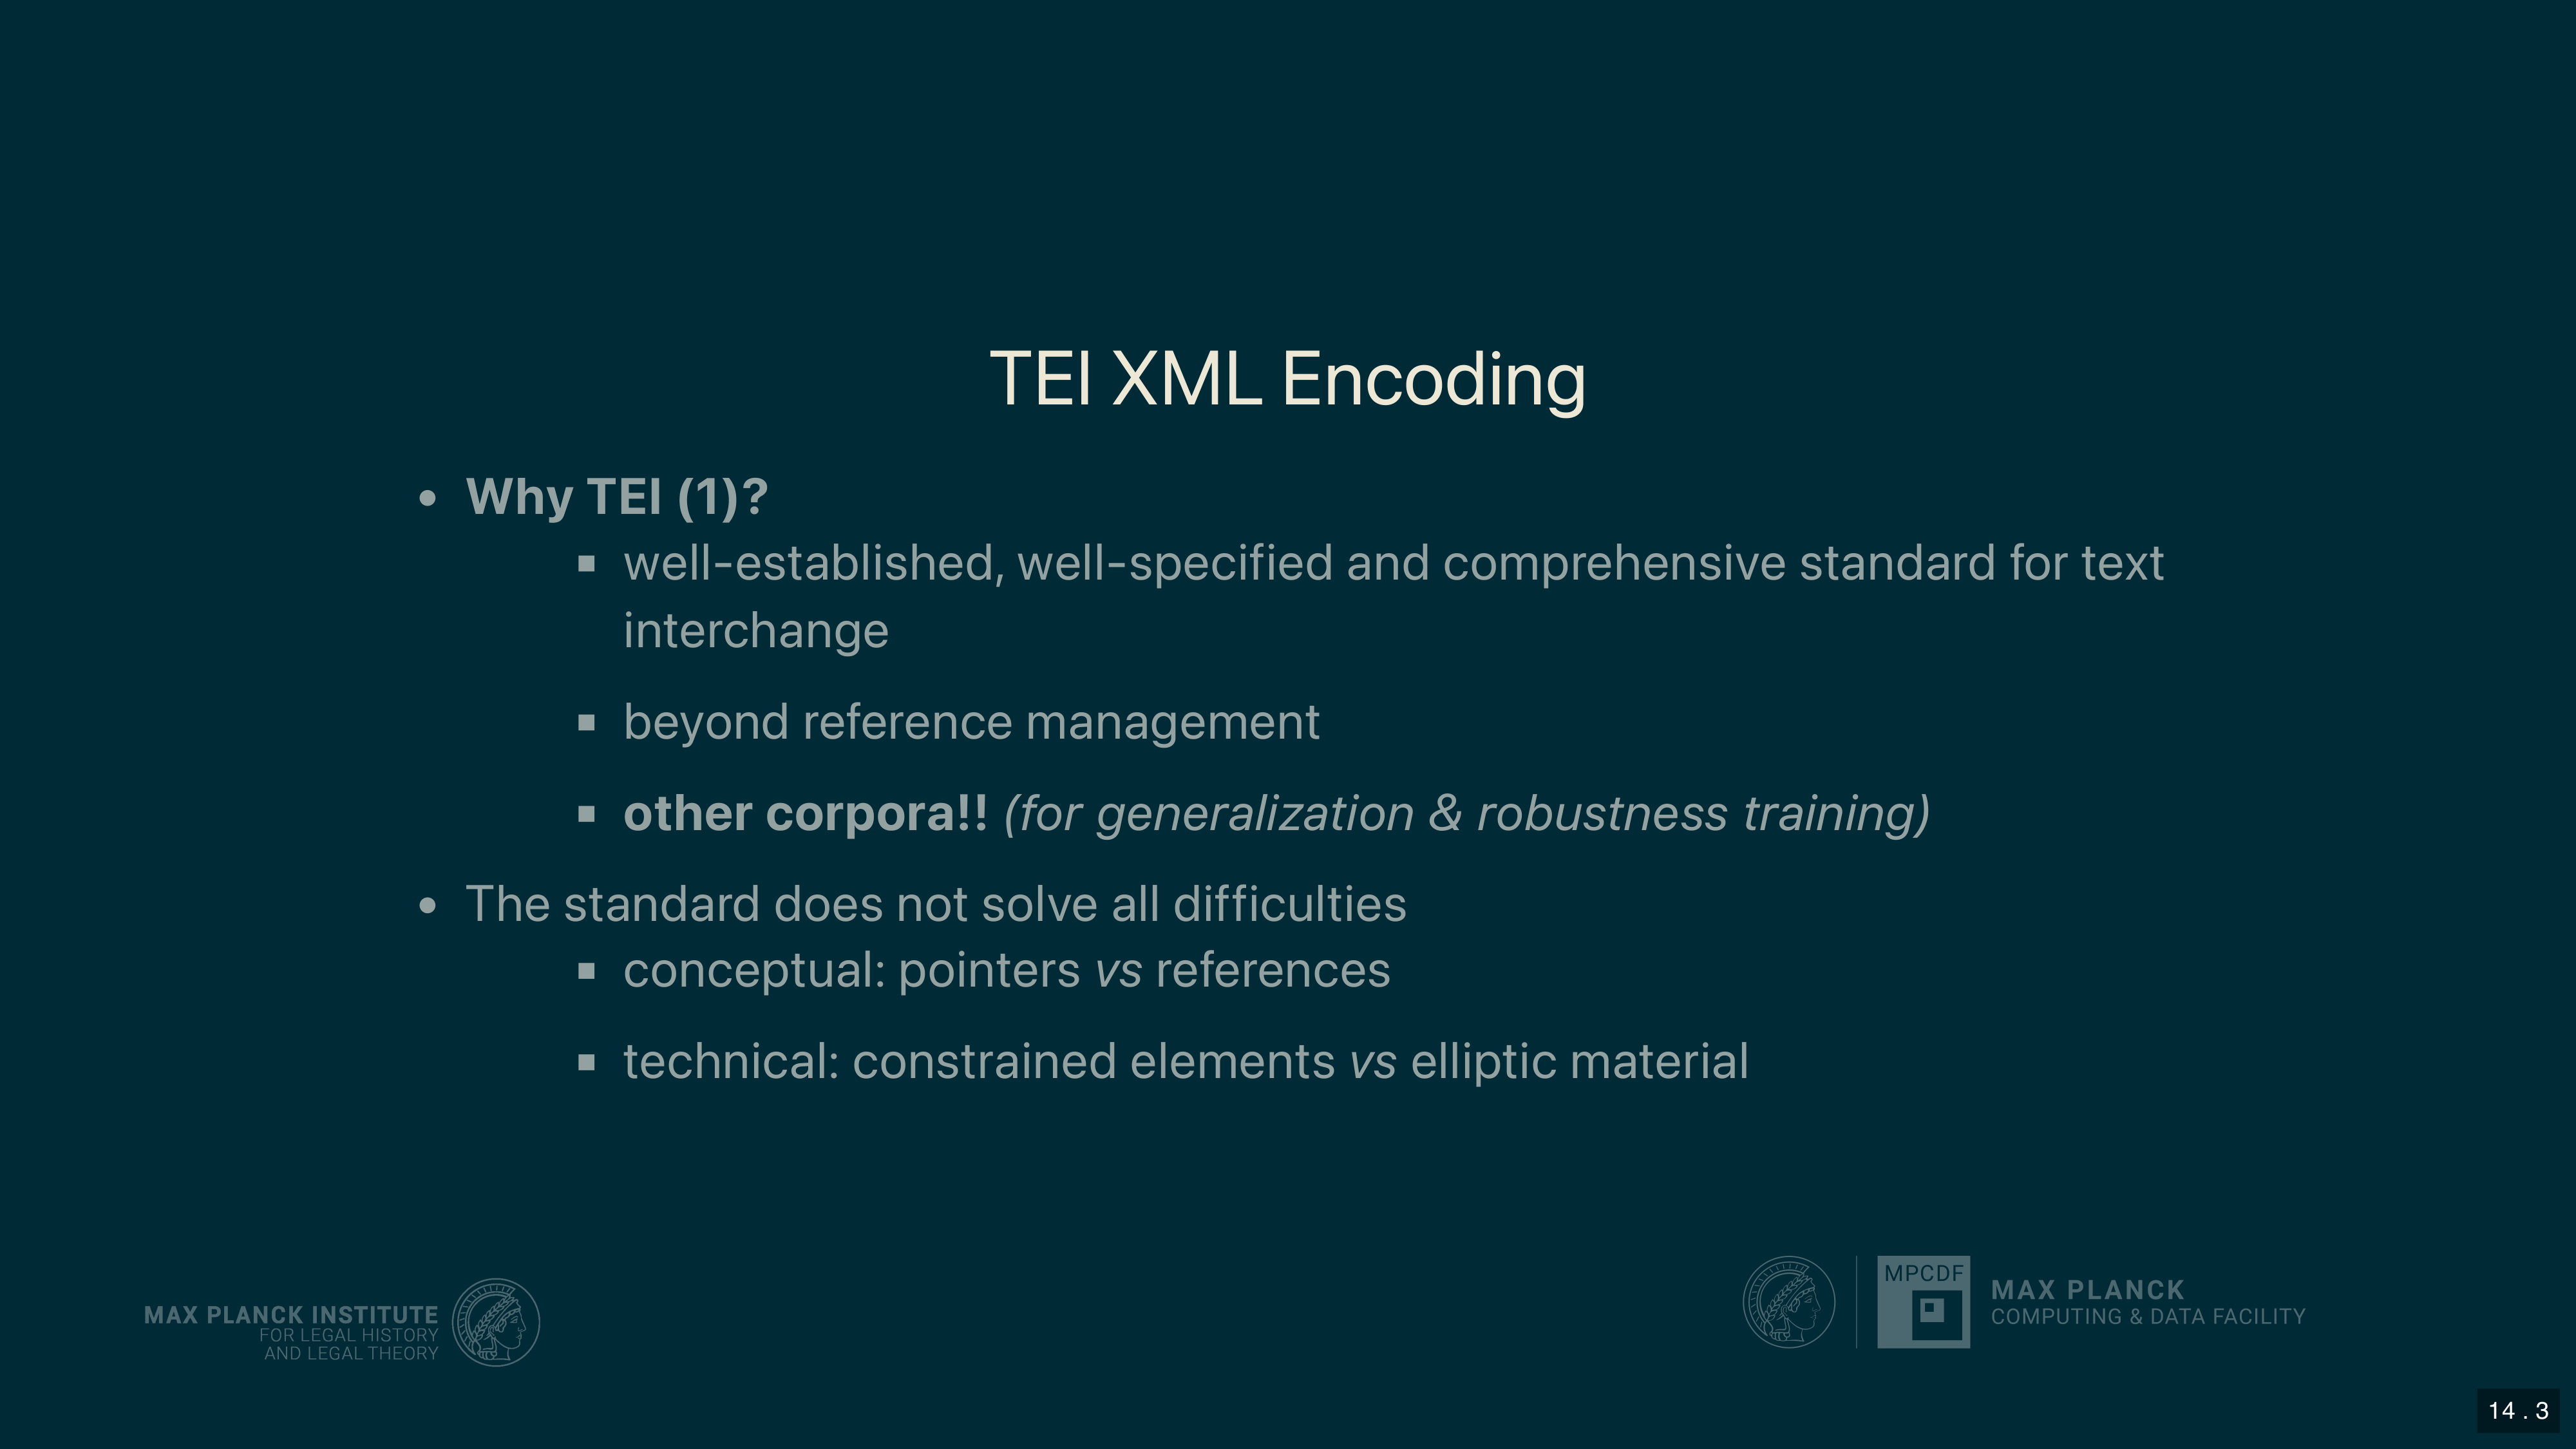 TEI XML Encoding
• Why TEI (1)?
▪ well-established, well-specified and comprehensive standard for text
interchange
▪ beyond reference management
▪ other corpora!! (for generalization & robustness training)
• The standard does not solve all difficulties
▪ conceptual: pointers vs references
▪ technical: constrained elements vs elliptic material
MAX PLANCK INSTITUTE
FOR LEGAL HISTORY
AND LEGAL THEORY
MPCDF
MAX PLANCK
COMPUTING & DATA FACILITY
14 . 3